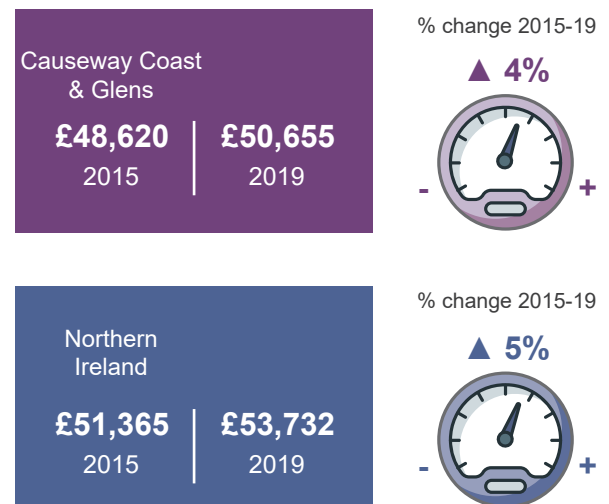 % change 2015-19
Causeway Coast
& Glens
▲ 4%
£48,620
£50,655
2015
2019
-
+
% change 2015-19
Northern
Ireland
▲ 5%
£51,365
£53,732
2015
2019
-
+